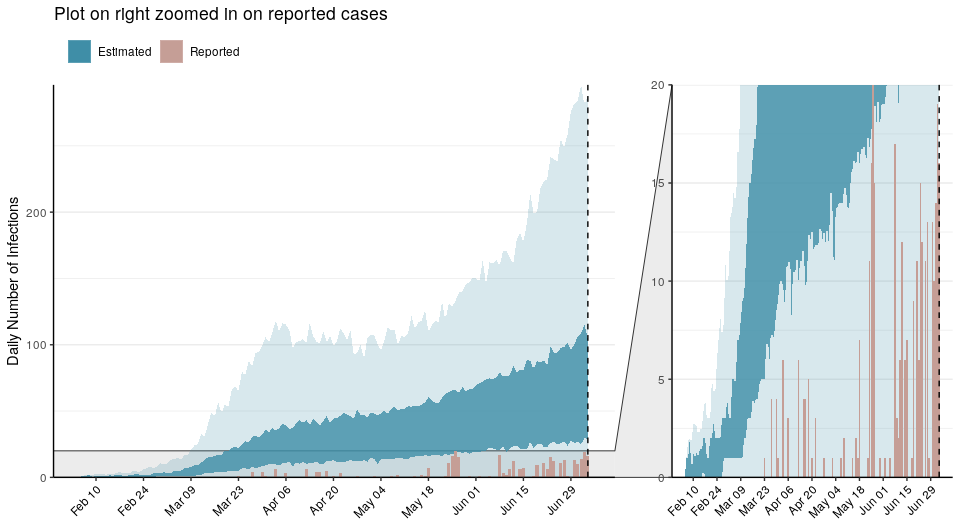 Plot on right zoomed in on reported cases
Estimated Reported
Daily Number of Infections
200
100
0
Feb 10 Feb 24 Mar 09 Mar 23 Apr 06 Apr 20 May 04 May 18 Jun 01 Jun 15 Jun 29
20
15
10
5
0
Feb 10 Feb 24 Mar 09 Mar 23 Apr 06 Apr 20 May 04 May 18 Jun 01 Jun 15 Jun 29